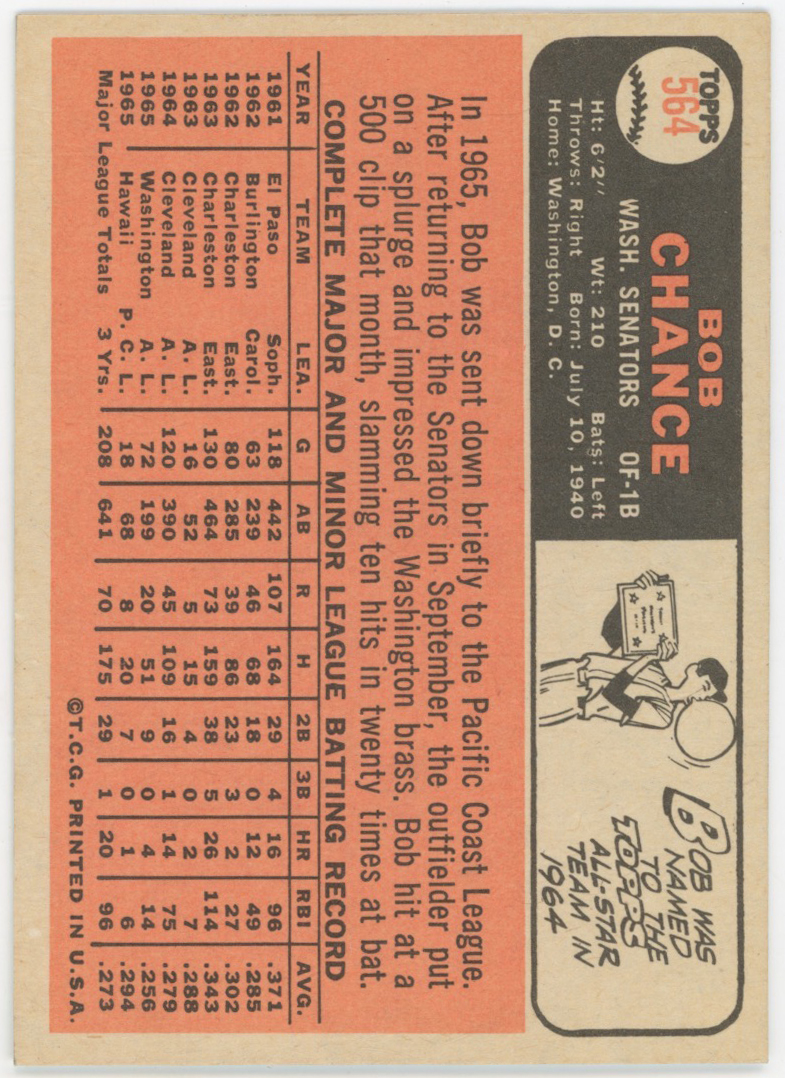 TOPPS
564
BOB
CHANCE
WASH. SENATORS OF-1B
Ht: 6'2" Wt: 210 Bats: Left
Throws: Right Born: July 10, 1940
Home: Washington, D. C.
BOB WAS
NAMED
TO THE
TOPPS
ALL-STAR
TEAM IN
1964
In 1965, Bob was sent down briefly to the Pacific Coast League.
After returning to the Senators in September, the outfielder put
on a splurge and impressed the Washington brass. Bob hit at a
500 clip that month, slamming ten hits in twenty times at bat.
COMPLETE MAJOR AND MINOR LEAGUE BATTING RECORD
YEAR TEAM LEA. G AB R H 2B 3B HR RBI AVG.
1961 El Paso Soph. 118 442 107 164 29 4 16 96 .371
1962 Burlington Carol. 63 239 46 68 18 0 12 49 .285
1962 Charleston East. 80 285 39 86 23 3 2 27 .302
1963 Charleston East. 130 464 73 159 38 5 26 114 .343
1963 Cleveland A. L. 16 52 5 15 4 0 2 7 .288
1964 Cleveland A. L. 120 390 45 109 16 1 14 75 .279
1965 Washington A. L. 72 199 20 51 9 0 4 14 .256
1965 Hawaii P. C. L. 18 68 8 20 7 0 1 6 .294
Major League Totals 3 Yrs. 208 641 70 175 29 1 20 96 .273
©T.C.G. PRINTED IN U.S.A.